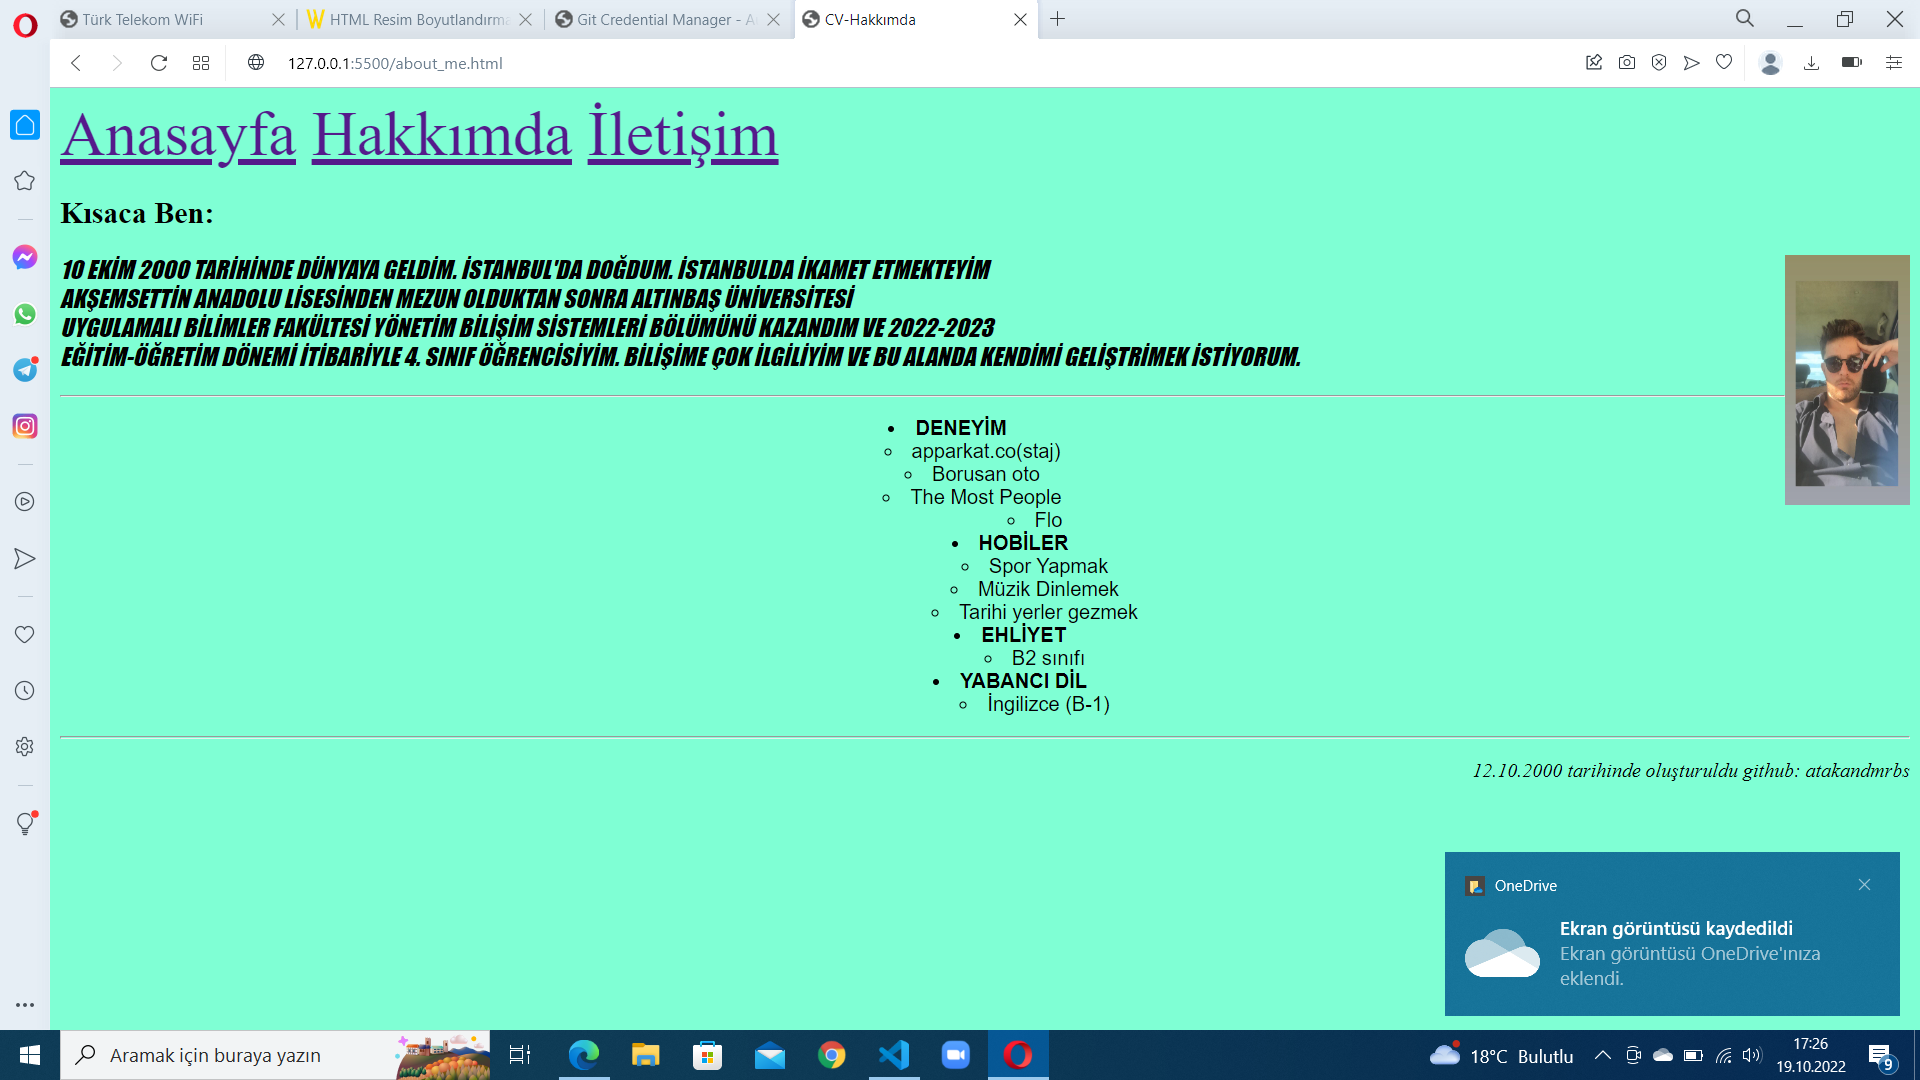 Türk Telekom WiFi
HTML Resim Boyutlandırma
Git Credential Manager - A
CV-Hakkımda
127.0.0.1:5500/about_me.html
Anasayfa Hakkımda İletişim
Kısaca Ben:
10 EKİM 2000 TARİHİNDE DÜNYAYA GELDİM. İSTANBUL'DA DOĞDUM. İSTANBULDA İKAMET ETMEKTEYİM
AKŞEMSETTİN ANADOLU LİSESİNDEN MEZUN OLDUKTAN SONRA ALTINBAŞ ÜNİVERSİTESİ
UYGULAMALI BİLİMLER FAKÜLTESİ YÖNETİM BİLİŞİM SİSTEMLERİ BÖLÜMÜNÜ KAZANDIM VE 2022-2023
EĞİTİM-ÖĞRETİM DÖNEMİ İTİBARİYLE 4. SINIF ÖĞRENCİSİYİM. BİLİŞİME ÇOK İLGİLİYİM VE BU ALANDA KENDİMİ GELİŞTRİMEK İSTİYORUM.
DENEYİM
apparkat.co(staj)
Borusan oto
The Most People
Flo
HOBİLER
Spor Yapmak
Müzik Dinlemek
Tarihi yerler gezmek
EHLİYET
B2 sınıfı
YABANCI DİL
İngilizce (B-1)
12.10.2000 tarihinde oluşturuldu github: atakandmrbs
OneDrive
Ekran görüntüsü kaydedildi
Ekran görüntüsü OneDrive'ınıza
eklendi.
Aramak için buraya yazın
18°C Bulutlu
17:26
19.10.2022
9